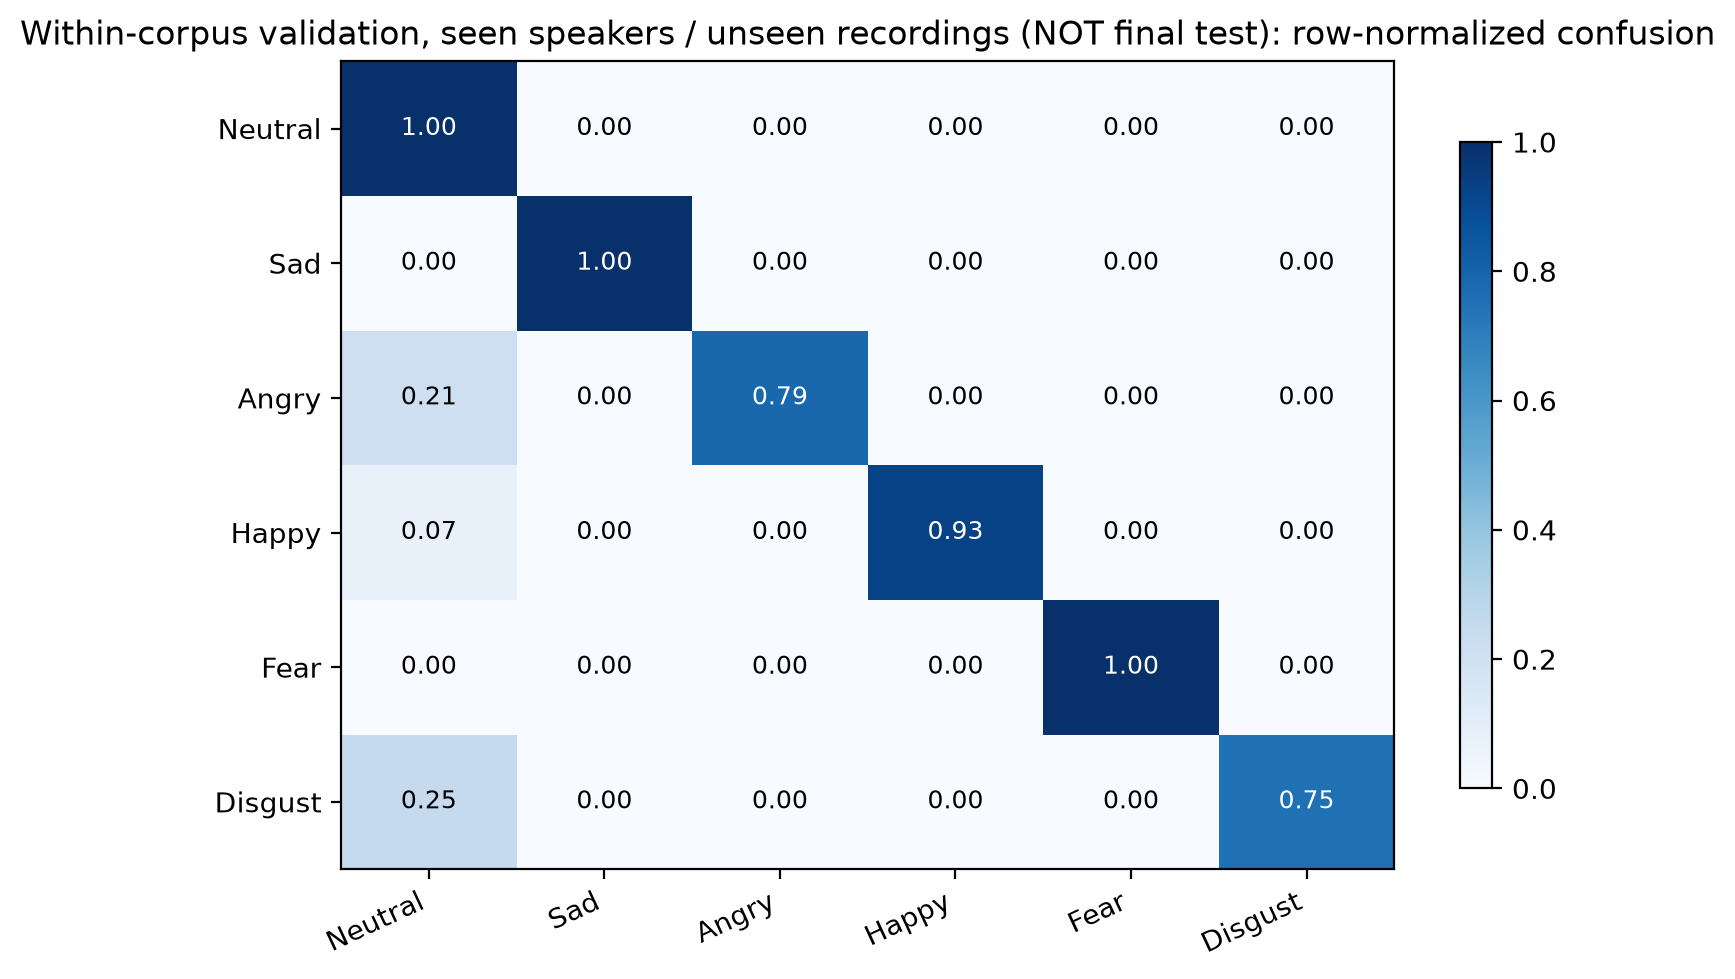 Within-corpus validation, seen speakers / unseen recordings (NOT final test): row-normalized confusion
Neutral 1.00 0.00 0.00 0.00 0.00 0.00
Sad 0.00 1.00 0.00 0.00 0.00 0.00
Angry 0.21 0.00 0.79 0.00 0.00 0.00
Happy 0.07 0.00 0.00 0.93 0.00 0.00
Fear 0.00 0.00 0.00 0.00 1.00 0.00
Disgust 0.25 0.00 0.00 0.00 0.00 0.75
Neutral Sad Angry Happy Fear Disgust
1.0
0.8
0.6
0.4
0.2
0.0